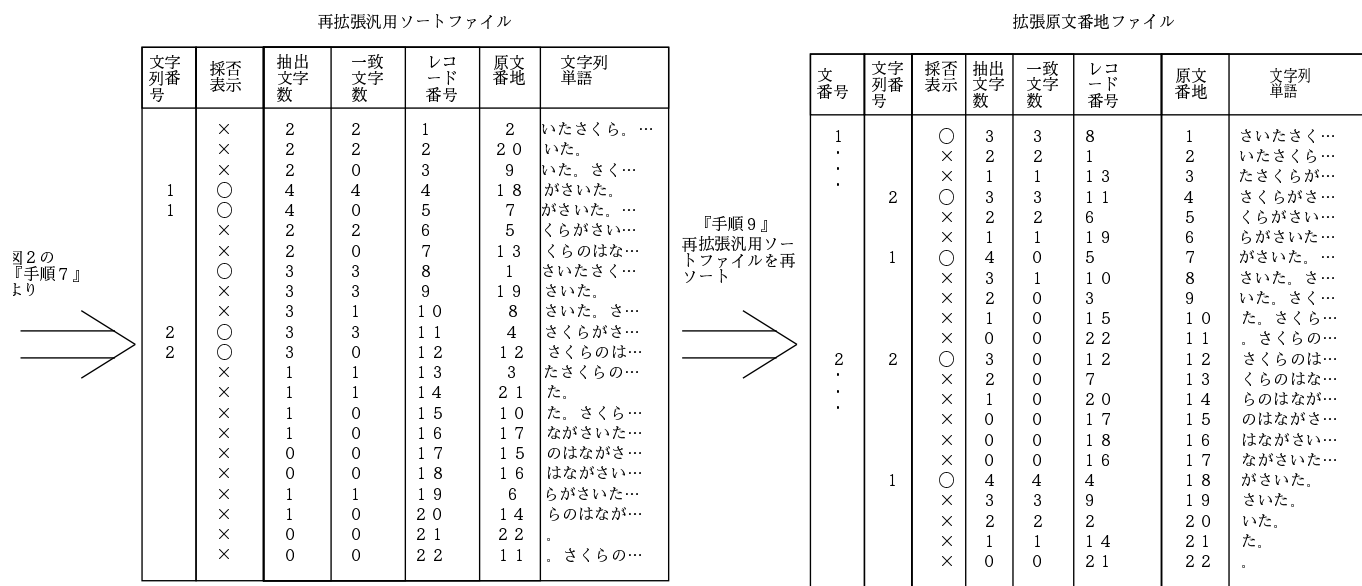 再拡張汎用ソートファイル
文字列番号 採否表示 抽出文字数 一致文字数 レコード番号 原文番地 文字列単語
× 2 2 1 2 いたさくら。…
× 2 2 2 20 いた。
× 2 0 3 9 いた。さく…
1 ○ 4 4 4 18 がさいた。
1 ○ 4 0 5 7 がさいた。…
× 2 2 6 5 くらがさい…
× 2 0 7 13 くらのはな…
○ 3 3 8 1 さいたさく…
× 3 3 9 19 さいた。
× 3 1 10 8 さいた。さ…
2 ○ 3 3 11 4 さくらがさ…
2 ○ 3 0 12 12 さくらのは…
× 1 1 13 3 たさくらの…
× 1 1 14 21 た。
× 1 0 15 10 た。さくら…
× 1 0 16 17 ながさいた…
× 0 0 17 15 のはながさ…
× 0 0 18 16 はながさい…
× 1 1 19 6 らがさいた…
× 1 0 20 14 らのはなが…
× 0 0 21 22 。
× 0 0 22 11 。さくらの…
図2の
『手順7』
より
『手順9』
再拡張汎用ソー
トファイルを再
ソート
拡張原文番地ファイル
文番号 文字列番号 採否表示 抽出文字数 一致文字数 レコード番号 原文番地 文字列単語
1 ○ 3 3 8 1 さいたさく…
・ × 2 2 1 2 いたさくら…
・ × 1 1 13 3 たさくらが…
2 ○ 3 3 11 4 さくらがさ…
× 2 2 6 5 くらがさい…
× 1 1 19 6 らがさいた…
1 ○ 4 0 5 7 がさいた。…
× 3 1 10 8 さいた。さ…
× 2 0 3 9 いた。さく…
× 1 0 15 10 た。さくら…
× 0 0 22 11 。さくらの…
2 2 ○ 3 0 12 12 さくらのは…
・ × 2 0 7 13 くらのはな…
・ × 1 0 20 14 らのはなが…
× 0 0 17 15 のはながさ…
× 0 0 18 16 はながさい…
× 0 0 16 17 ながさいた…
1 ○ 4 4 4 18 がさいた。
× 3 3 9 19 さいた。
× 2 2 2 20 いた。
× 1 1 14 21 た。
× 0 0 21 22 。